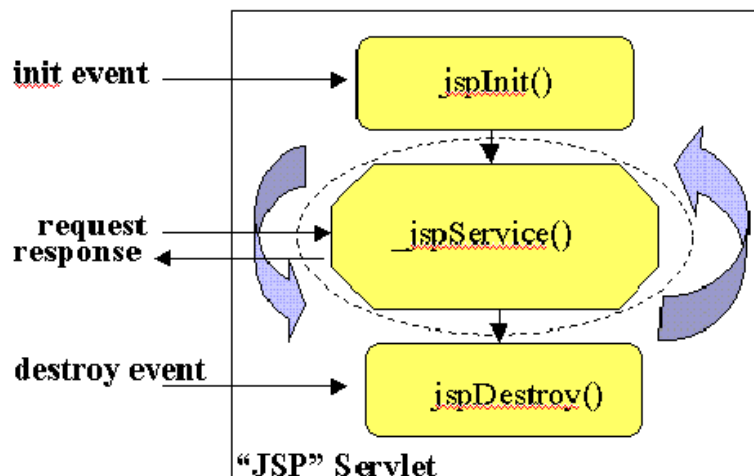 init event
jspInit()
request
response
_jspService()
destroy event
jspDestroy()
“JSP” Servlet